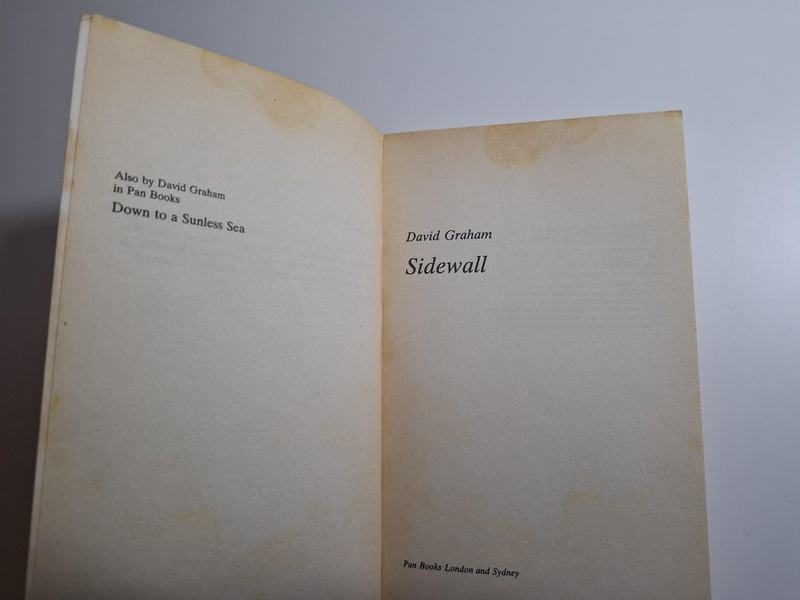 Also by David Graham
in Pan Books
Down to a Sunless Sea
David Graham
Sidewall
Pan Books London and Sydney